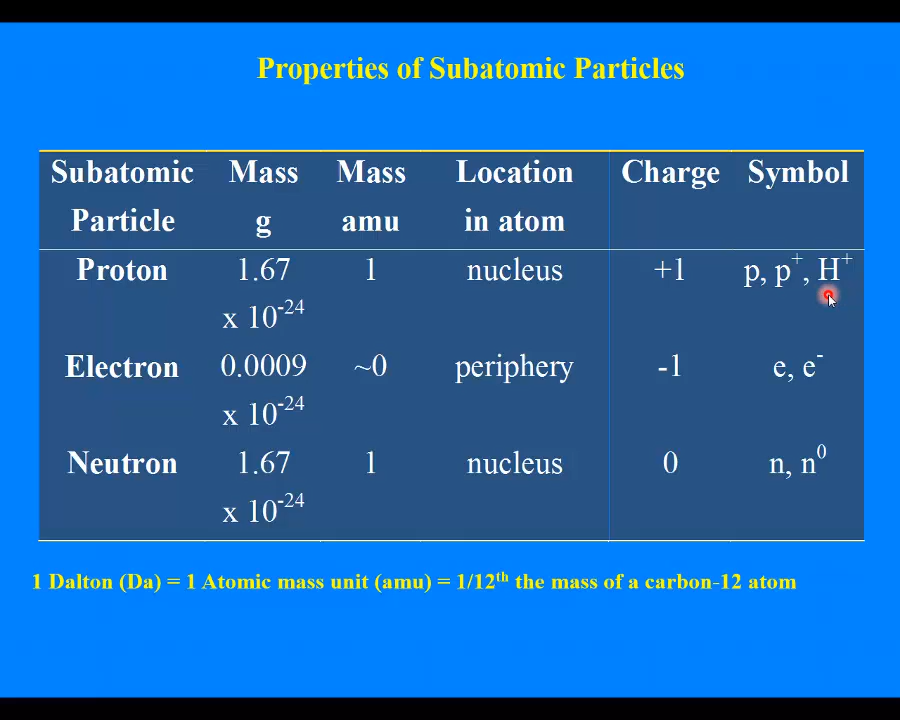 Properties of Subatomic Particles
Subatomic Mass Mass Location Charge Symbol
Particle g amu in atom
Proton 1.67 1 nucleus +1 p, p⁺, H⁺
x 10⁻²⁴
Electron 0.0009 ~0 periphery -1 e, e⁻
x 10⁻²⁴
Neutron 1.67 1 nucleus 0 n, n⁰
x 10⁻²⁴
1 Dalton (Da) = 1 Atomic mass unit (amu) = 1/12ᵗʰ the mass of a carbon-12 atom